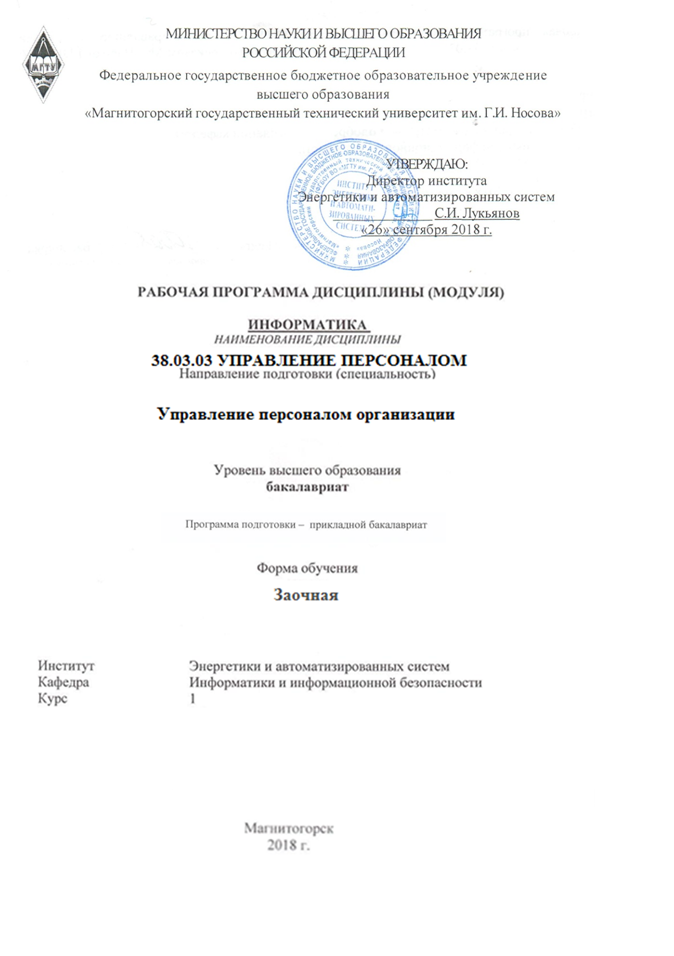 МГТУ
МИНИСТЕРСТВО НАУКИ И ВЫСШЕГО ОБРАЗОВАНИЯ
РОССИЙСКОЙ ФЕДЕРАЦИИ
Федеральное государственное бюджетное образовательное учреждение
высшего образования
«Магнитогорский государственный технический университет им. Г.И. Носова»
УТВЕРЖДАЮ:
Директор института
Энергетики и автоматизированных систем
С.И. Лукьянов
«26» сентября 2018 г.
РАБОЧАЯ ПРОГРАММА ДИСЦИПЛИНЫ (МОДУЛЯ)
ИНФОРМАТИКА
НАИМЕНОВАНИЕ ДИСЦИПЛИНЫ
38.03.03 УПРАВЛЕНИЕ ПЕРСОНАЛОМ
Направление подготовки (специальность)
Управление персоналом организации
Уровень высшего образования
бакалавриат
Программа подготовки – прикладной бакалавриат
Форма обучения
Заочная
Институт Энергетики и автоматизированных систем
Кафедра Информатики и информационной безопасности
Курс 1
Магнитогорск
2018 г.